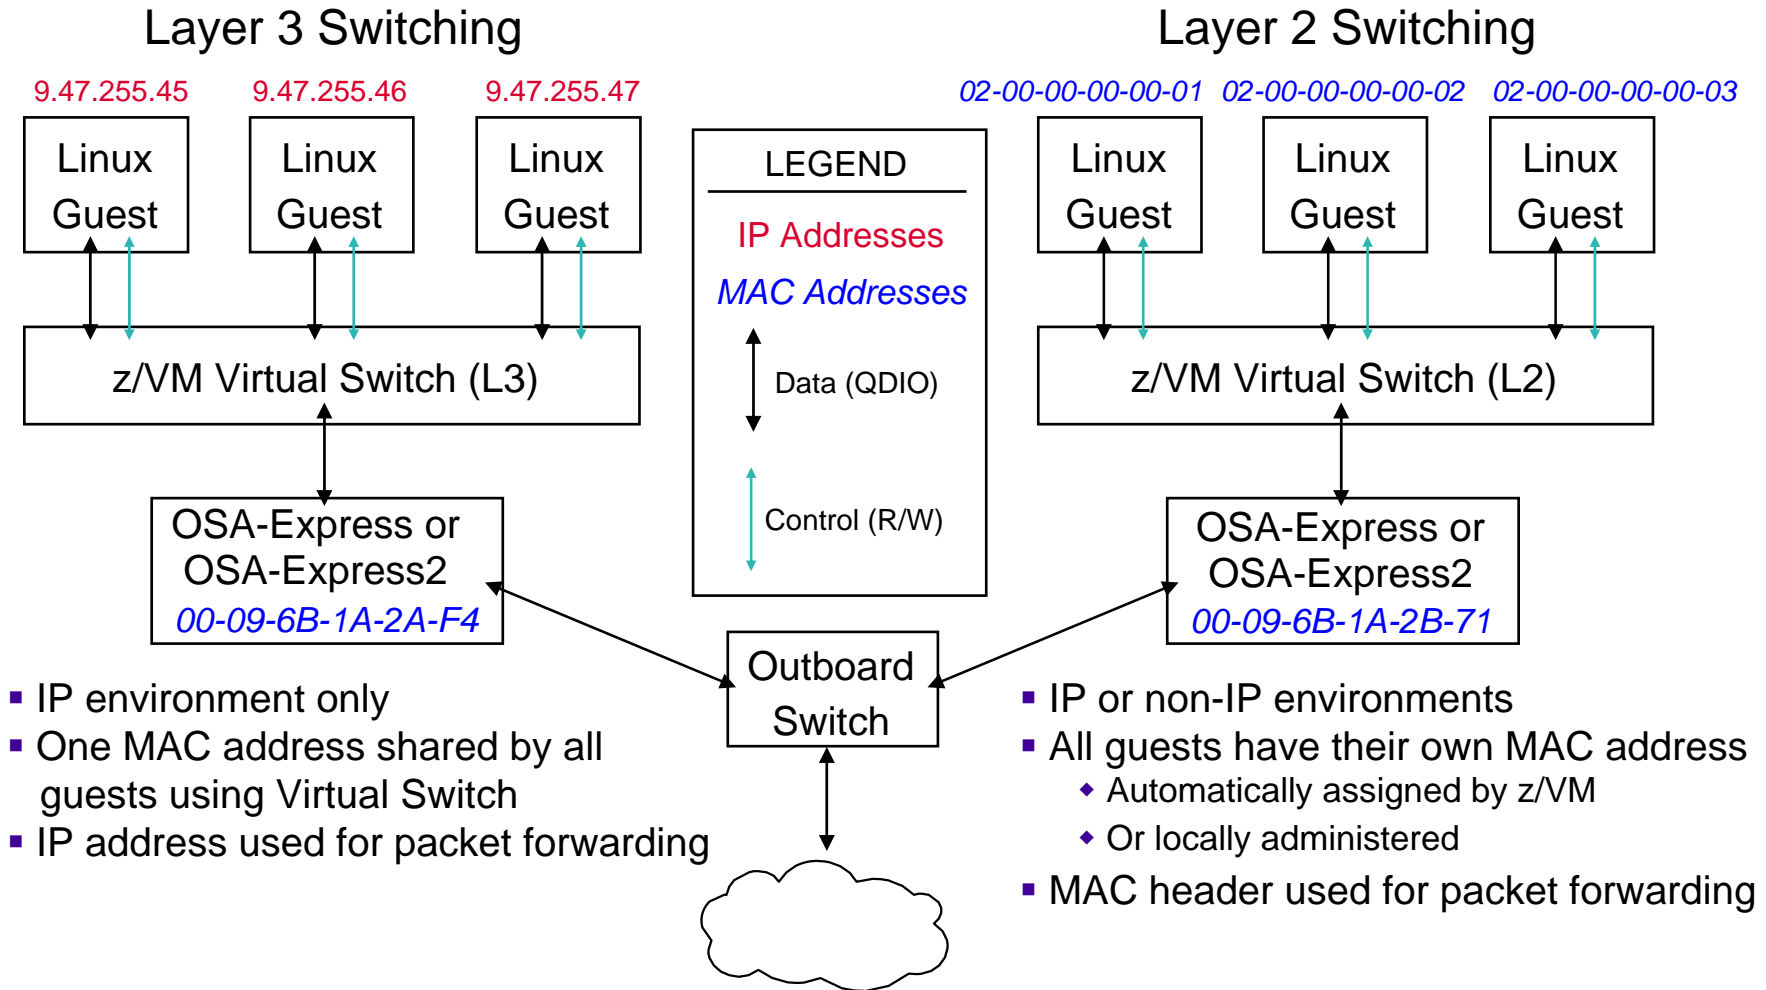 Layer 3 Switching
9.47.255.45 9.47.255.46 9.47.255.47
Linux Guest
Linux Guest
Linux Guest
z/VM Virtual Switch (L3)
OSA-Express or
OSA-Express2
00-09-6B-1A-2A-F4
▪ IP environment only
▪ One MAC address shared by all
guests using Virtual Switch
▪ IP address used for packet forwarding
LEGEND
IP Addresses
MAC Addresses
Data (QDIO)
Control (R/W)
Outboard
Switch
Layer 2 Switching
02-00-00-00-00-01 02-00-00-00-00-02 02-00-00-00-00-03
Linux Guest
Linux Guest
Linux Guest
z/VM Virtual Switch (L2)
OSA-Express or
OSA-Express2
00-09-6B-1A-2B-71
▪ IP or non-IP environments
▪ All guests have their own MAC address
◆ Automatically assigned by z/VM
◆ Or locally administered
▪ MAC header used for packet forwarding